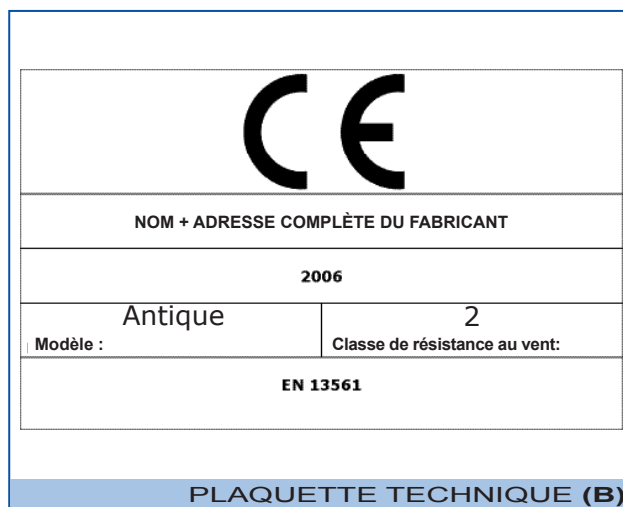 CE
NOM + ADRESSE COMPLÈTE DU FABRICANT
2006
Antique
Modèle :
2
Classe de résistance au vent:
EN 13561
PLAQUETTE TECHNIQUE (B)